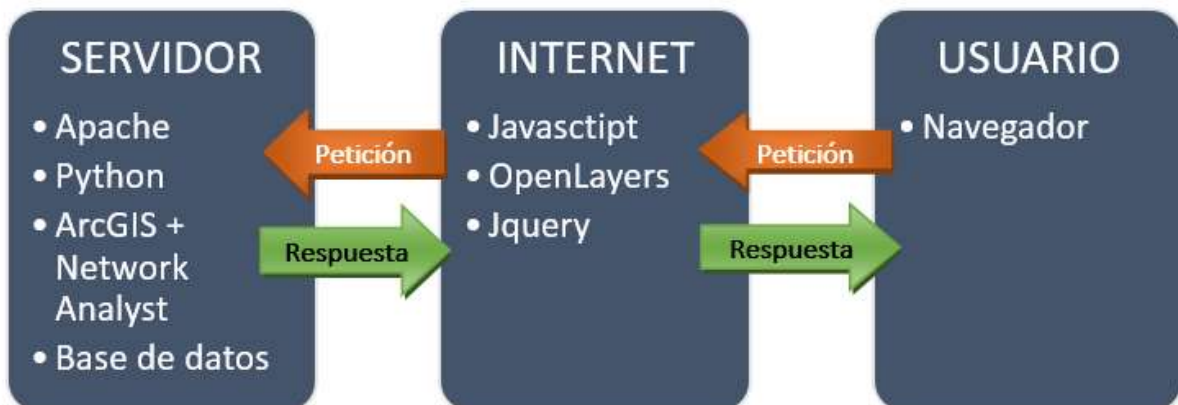 SERVIDOR
• Apache
• Python
• ArcGIS +
Network
Analyst
• Base de datos
Petición
Respuesta
INTERNET
• Javasctipt
• OpenLayers
• Jquery
Petición
Respuesta
USUARIO
• Navegador